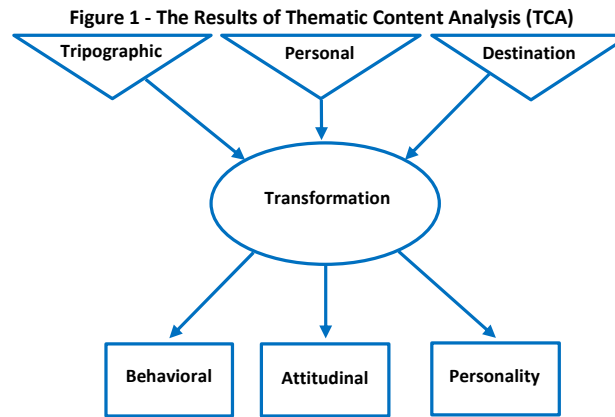 Figure 1 - The Results of Thematic Content Analysis (TCA)
Tripographic
Personal
Destination
Transformation
Behavioral
Attitudinal
Personality